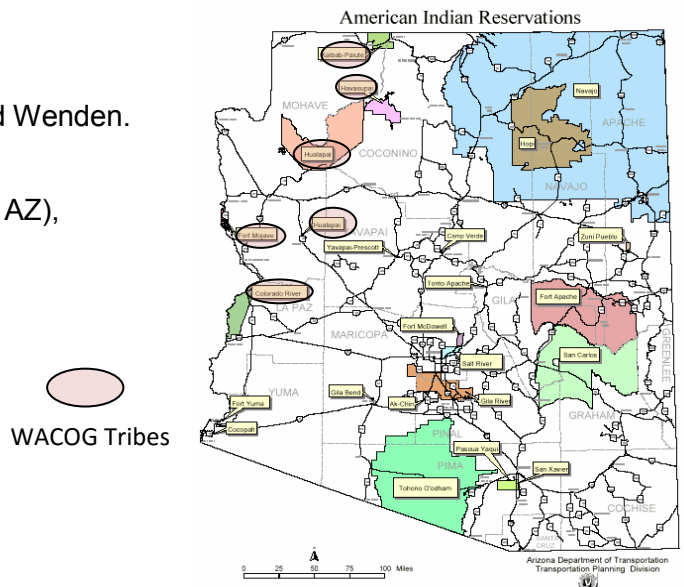 American Indian Reservations
d Wenden.
AZ),
WACOG Tribes
Kaibab-Paiute
Havasupai
Navajo
MOHAVE
APACHE
COCONINO
Hopi
Hualapai
NAVAJO
Fort Mojave
Hualapai
YAVAPAI
Camp Verde
Zuni Pueblo
Yavapai-Prescott
Colorado River
Tonto Apache
LA PAZ
GILA
Fort Apache
Fort McDowell
MARICOPA
GREENLEE
Salt River
San Carlos
YUMA
Gila Bend
Fort Yuma
Ak-Chin
Gila River
GRAHAM
Cocopah
PINAL
Pascua Yaqui
PIMA
San Xavier
Tohono O'odham
COCHISE
SANTA
CRUZ
A
0 25 50 75 100 Miles
Arizona Department of Transportation
Transportation Planning Division